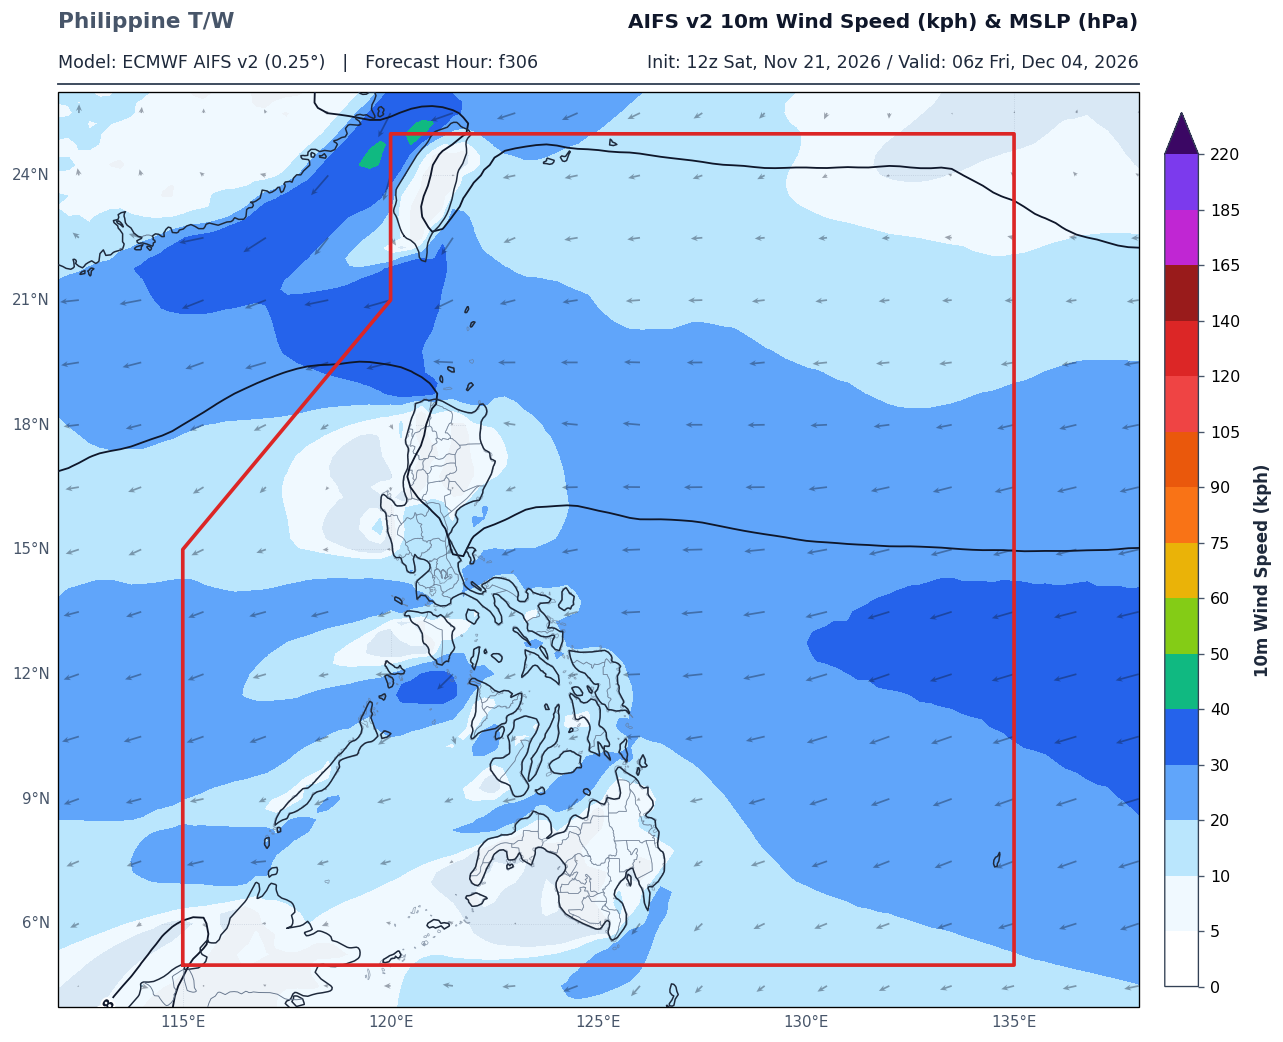 Philippine T/W
AIFS v2 10m Wind Speed (kph) & MSLP (hPa)
Model: ECMWF AIFS v2 (0.25°) | Forecast Hour: f306
Init: 12z Sat, Nov 21, 2026 / Valid: 06z Fri, Dec 04, 2026
24°N
21°N
18°N
15°N
12°N
9°N
6°N
115°E
120°E
125°E
130°E
135°E
220
185
165
140
120
105
90
75
60
50
40
30
20
10
5
0
10m Wind Speed (kph)